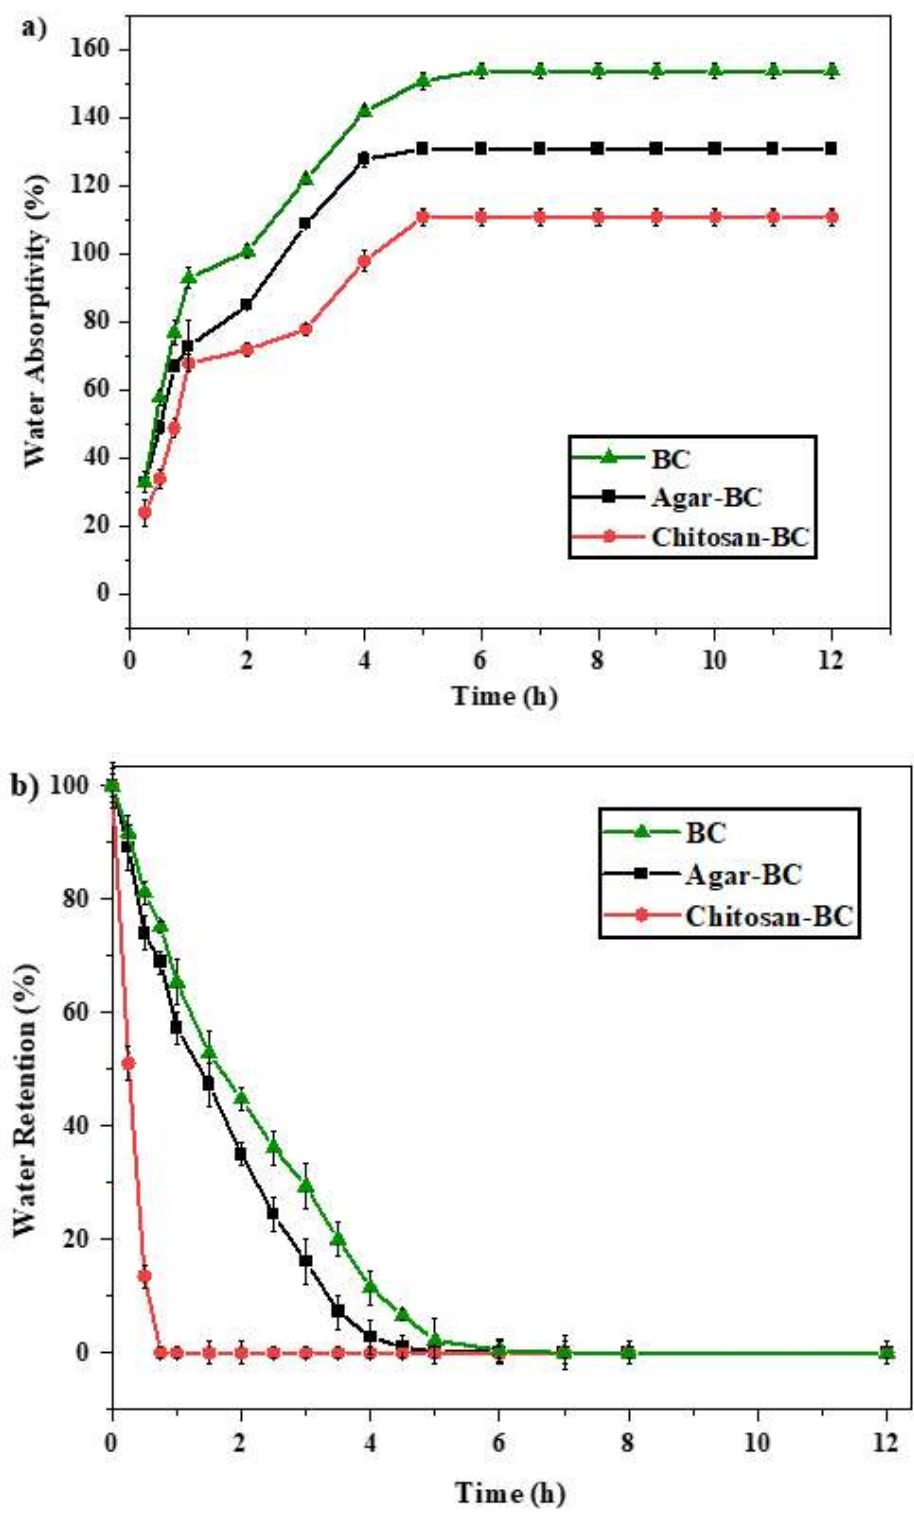 a)
160
140
120
100
80
60
40
20
0
Water Absorptivity (%)
BC
Agar-BC
Chitosan-BC
0 2 4 6 8 10 12
Time (h)
b)
100
80
60
40
20
0
Water Retention (%)
BC
Agar-BC
Chitosan-BC
0 2 4 6 8 10 12
Time (h)